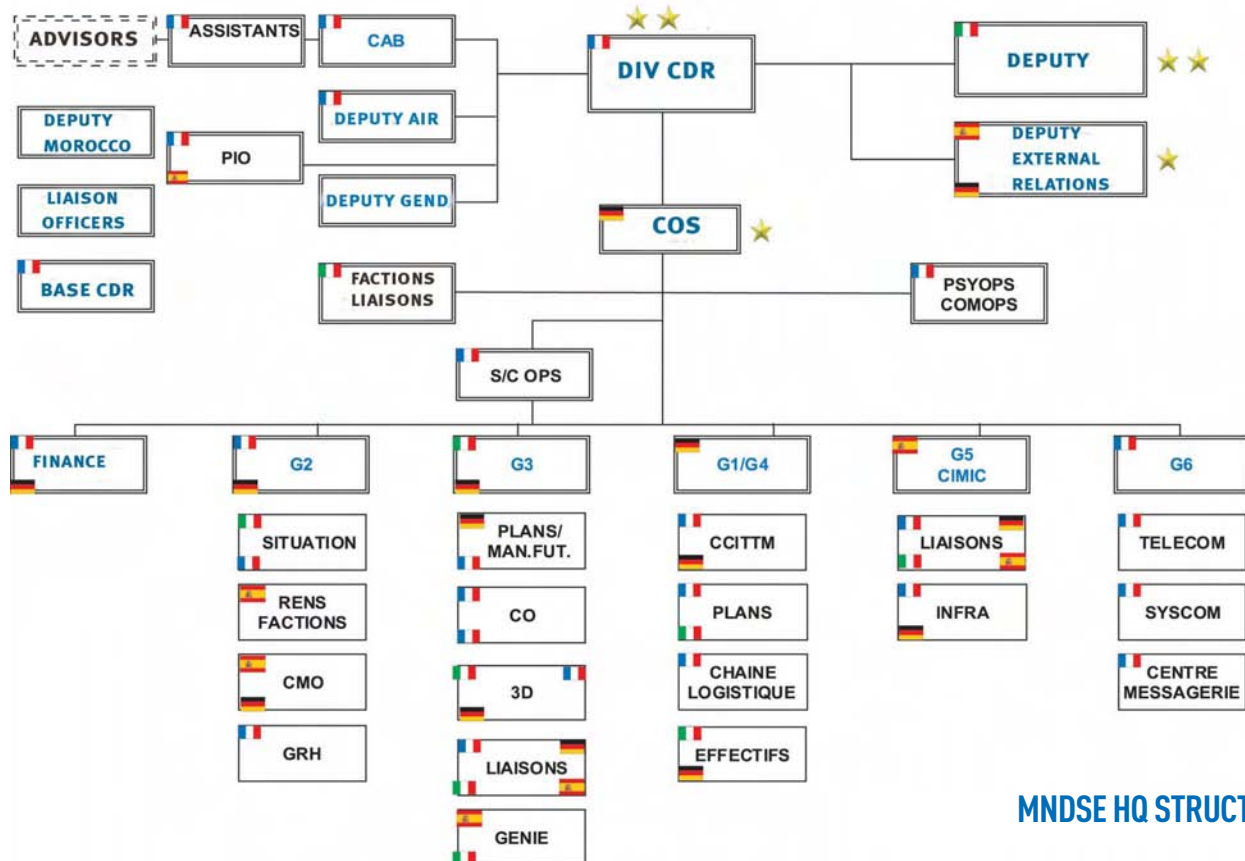 ADVISORS
ASSISTANTS
CAB
DIV CDR
DEPUTY
DEPUTY
MOROCCO
PIO
DEPUTY AIR
DEPUTY
EXTERNAL
RELATIONS
LIAISON
OFFICERS
DEPUTY GEND
COS
BASE CDR
FACTIONS
LIAISONS
PSYOPS
COMOPS
S/C OPS
FINANCE
G2
G3
G1/G4
G5
CIMIC
G6
SITUATION
RENS
FACTIONS
CMO
GRH
PLANS/
MAN.FUT.
CO
3D
LIAISONS
GENIE
CCITTM
PLANS
CHAINE
LOGISTIQUE
EFFECTIFS
LIAISONS
INFRA
TELECOM
SYSCOM
CENTRE
MESSAGERIE
MNDSE HQ STRUCT